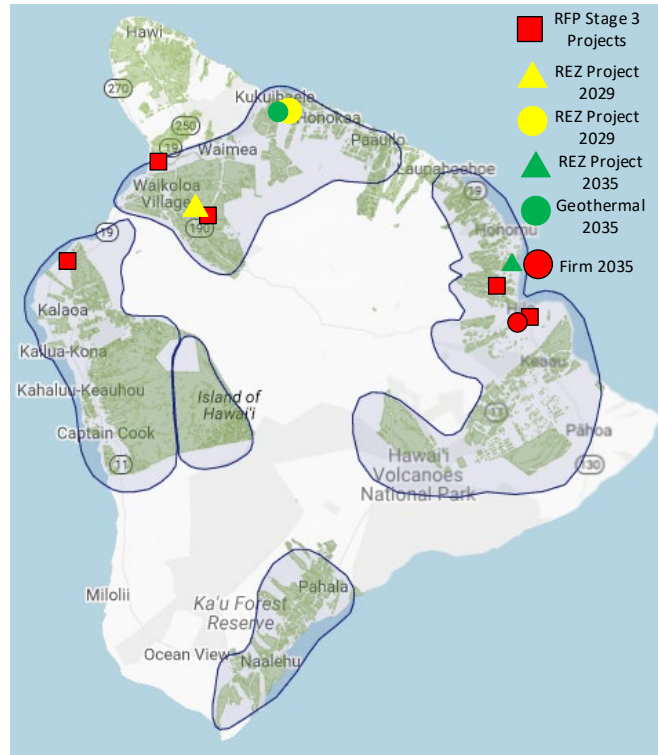 RFP Stage 3
Projects
REZ Project
2029
REZ Project
2029
REZ Project
2035
Geothermal
2035
Firm 2035
Hawi
270
Kukuihaele
Honokaa
250
19
Waimea
Paauilo
Laupahoehoe
Waikoloa
Village
190
19
Honomu
19
Kalaoa
Hilo
Kailua-Kona
Keaau
Kahaluu-Keauhou
Island of
Hawai'i
Captain Cook
11
Pāhoa
11
Hawai'i
Volcanoes
National Park
130
Milolii
Pahala
Ka'u Forest
Reserve
Ocean View
Naalehu